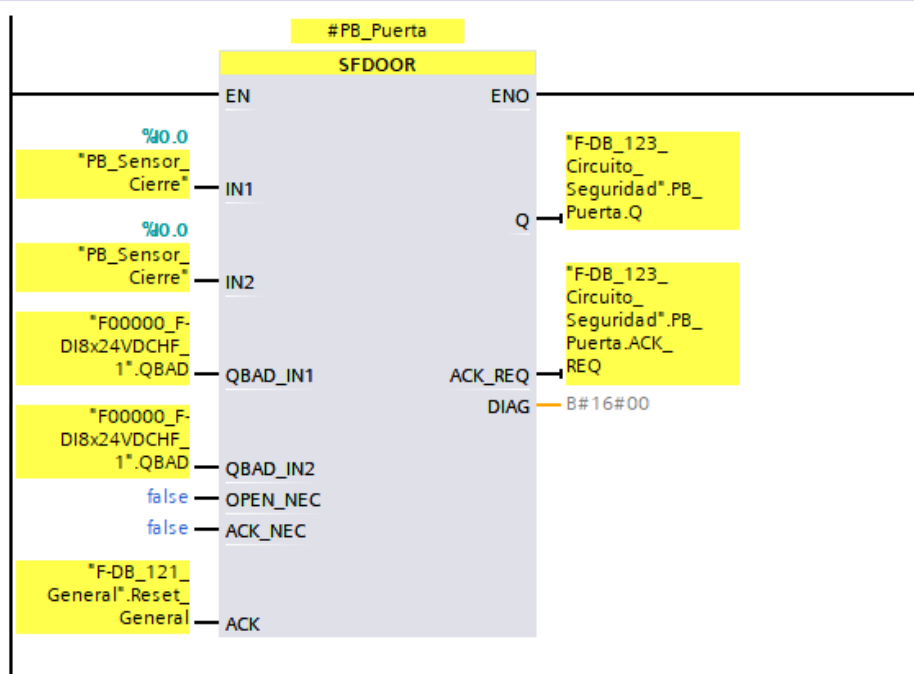 #PB_Puerta
SFDOOR
EN
ENO
%I0.0
"PB_Sensor_
Cierre"
IN1
"F-DB_123_
Circuito_
Seguridad".PB_
Puerta.Q
Q
%I0.0
"PB_Sensor_
Cierre"
IN2
"F-DB_123_
Circuito_
Seguridad".PB_
Puerta.ACK_
REQ
ACK_REQ
"F00000_F-
DI8x24VDCHF_
1".QBAD
QBAD_IN1
DIAG
B#16#00
"F00000_F-
DI8x24VDCHF_
1".QBAD
QBAD_IN2
false
OPEN_NEC
false
ACK_NEC
"F-DB_121_
General".Reset_
General
ACK